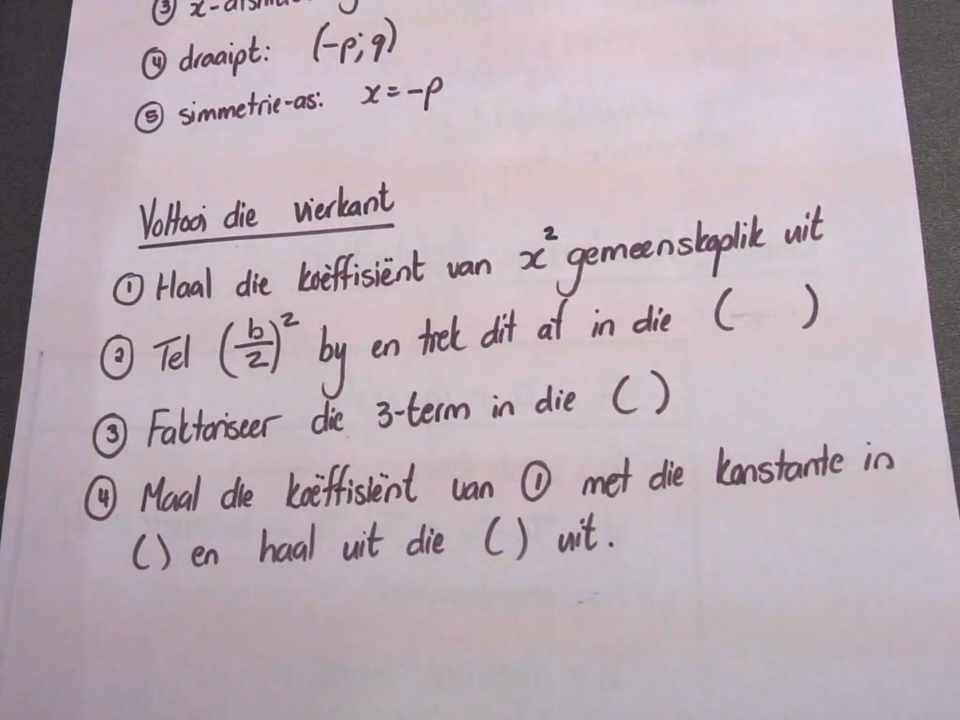 ③ x-
④ draaipt: (-p; q)
⑤ simmetrie-as: x = -p
Voltooi die vierkant
① Haal die koëffisiënt van x² gemeenskaplik uit
② Tel (b/2)² by en trek dit af in die ( )
③ Faktoriseer die 3-term in die ( )
④ Maal die koëffisiënt van ① met die konstante in
( ) en haal uit die ( ) uit.